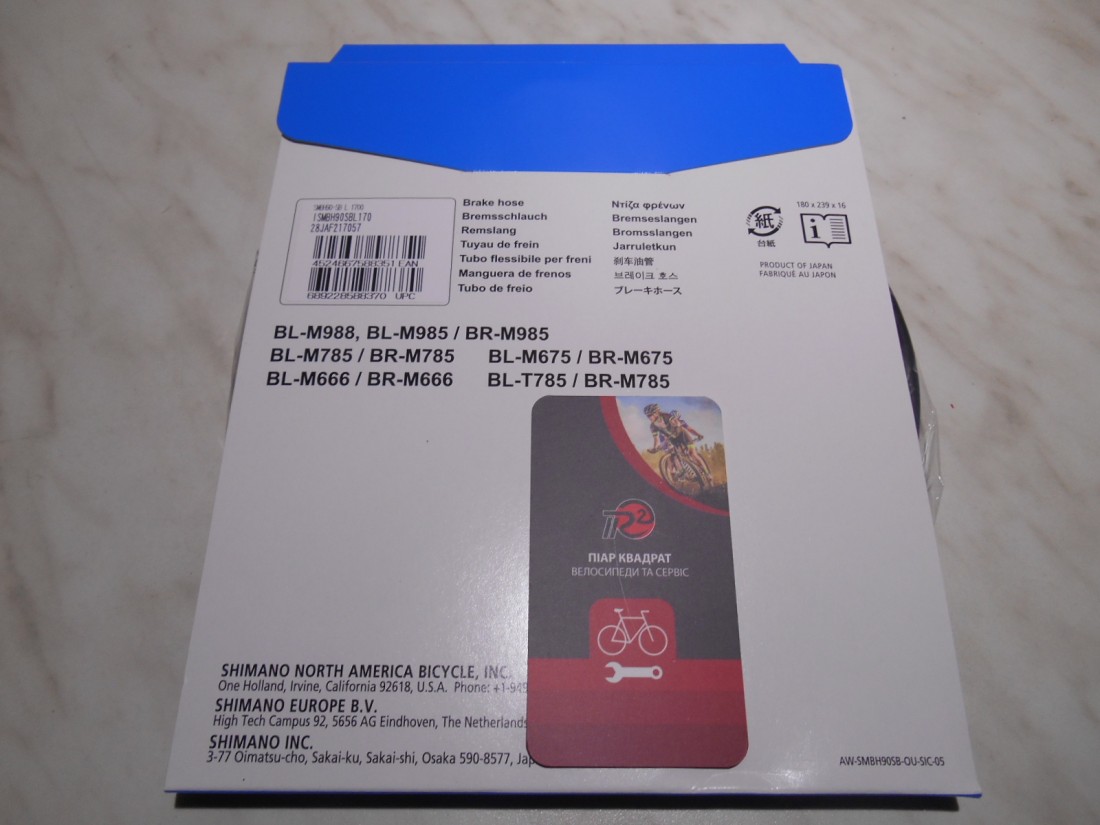 SMBH90-SB L 1700
ISMBH90SBL170
28JAFZ17057
4524667588351 EAN
689228588370 UPC
Brake hose
Bremsschlauch
Remslang
Tuyau de frein
Tubo flessibile per freni
Manguera de frenos
Tubo de freio
Ντίζα φρένων
Bremseslangen
Bromsslangen
Jarruletkun
刹车油管
브레이크 호스
ブレーキホース
紙
台紙
180 x 239 x 16
i
PRODUCT OF JAPAN
FABRIQUÉ AU JAPON
BL-M988, BL-M985 / BR-M985
BL-M785 / BR-M785 BL-M675 / BR-M675
BL-M666 / BR-M666 BL-T785 / BR-M785
R2
ПІАР КВАДРАТ
ВЕЛОСИПЕДИ ТА СЕРВІС
SHIMANO NORTH AMERICA BICYCLE, INC.
One Holland, Irvine, California 92618, U.S.A. Phone: +1-949
SHIMANO EUROPE B.V.
High Tech Campus 92, 5656 AG Eindhoven, The Netherlands
SHIMANO INC.
3-77 Oimatsu-cho, Sakai-ku, Sakai-shi, Osaka 590-8577, Jap
AW-SMBH90SB-QU-SIC-05